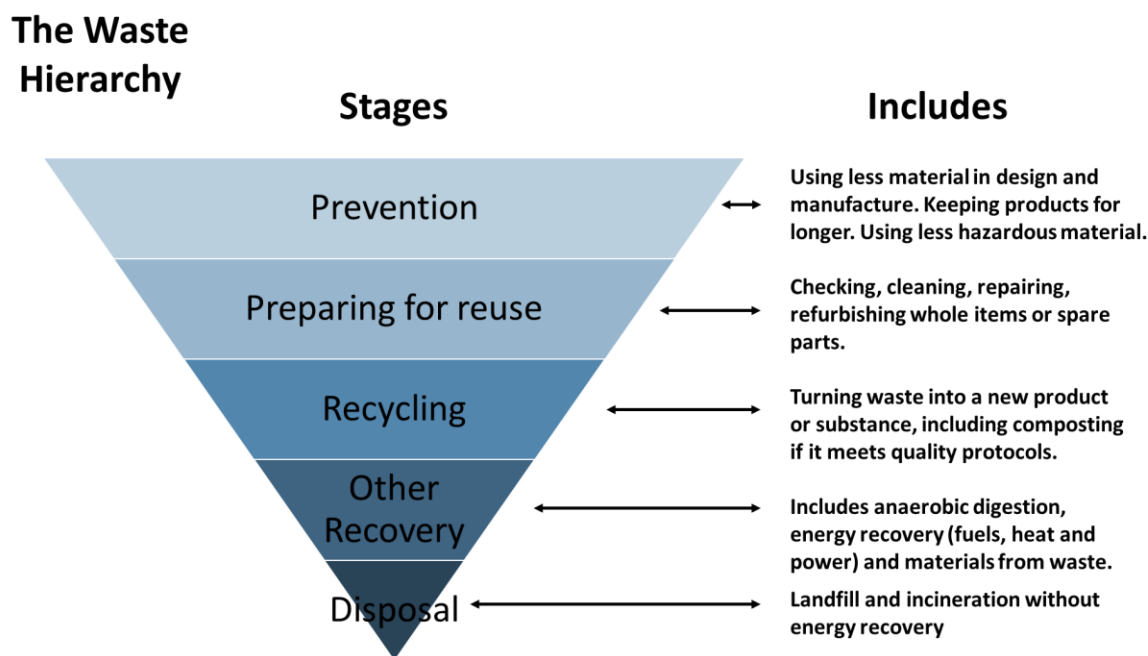 The Waste
Hierarchy
Stages
Includes
Prevention
Using less material in design and
manufacture. Keeping products for
longer. Using less hazardous material.
Preparing for reuse
Checking, cleaning, repairing,
refurbishing whole items or spare
parts.
Recycling
Turning waste into a new product
or substance, including composting
if it meets quality protocols.
Other
Recovery
Includes anaerobic digestion,
energy recovery (fuels, heat and
power) and materials from waste.
Disposal
Landfill and incineration without
energy recovery